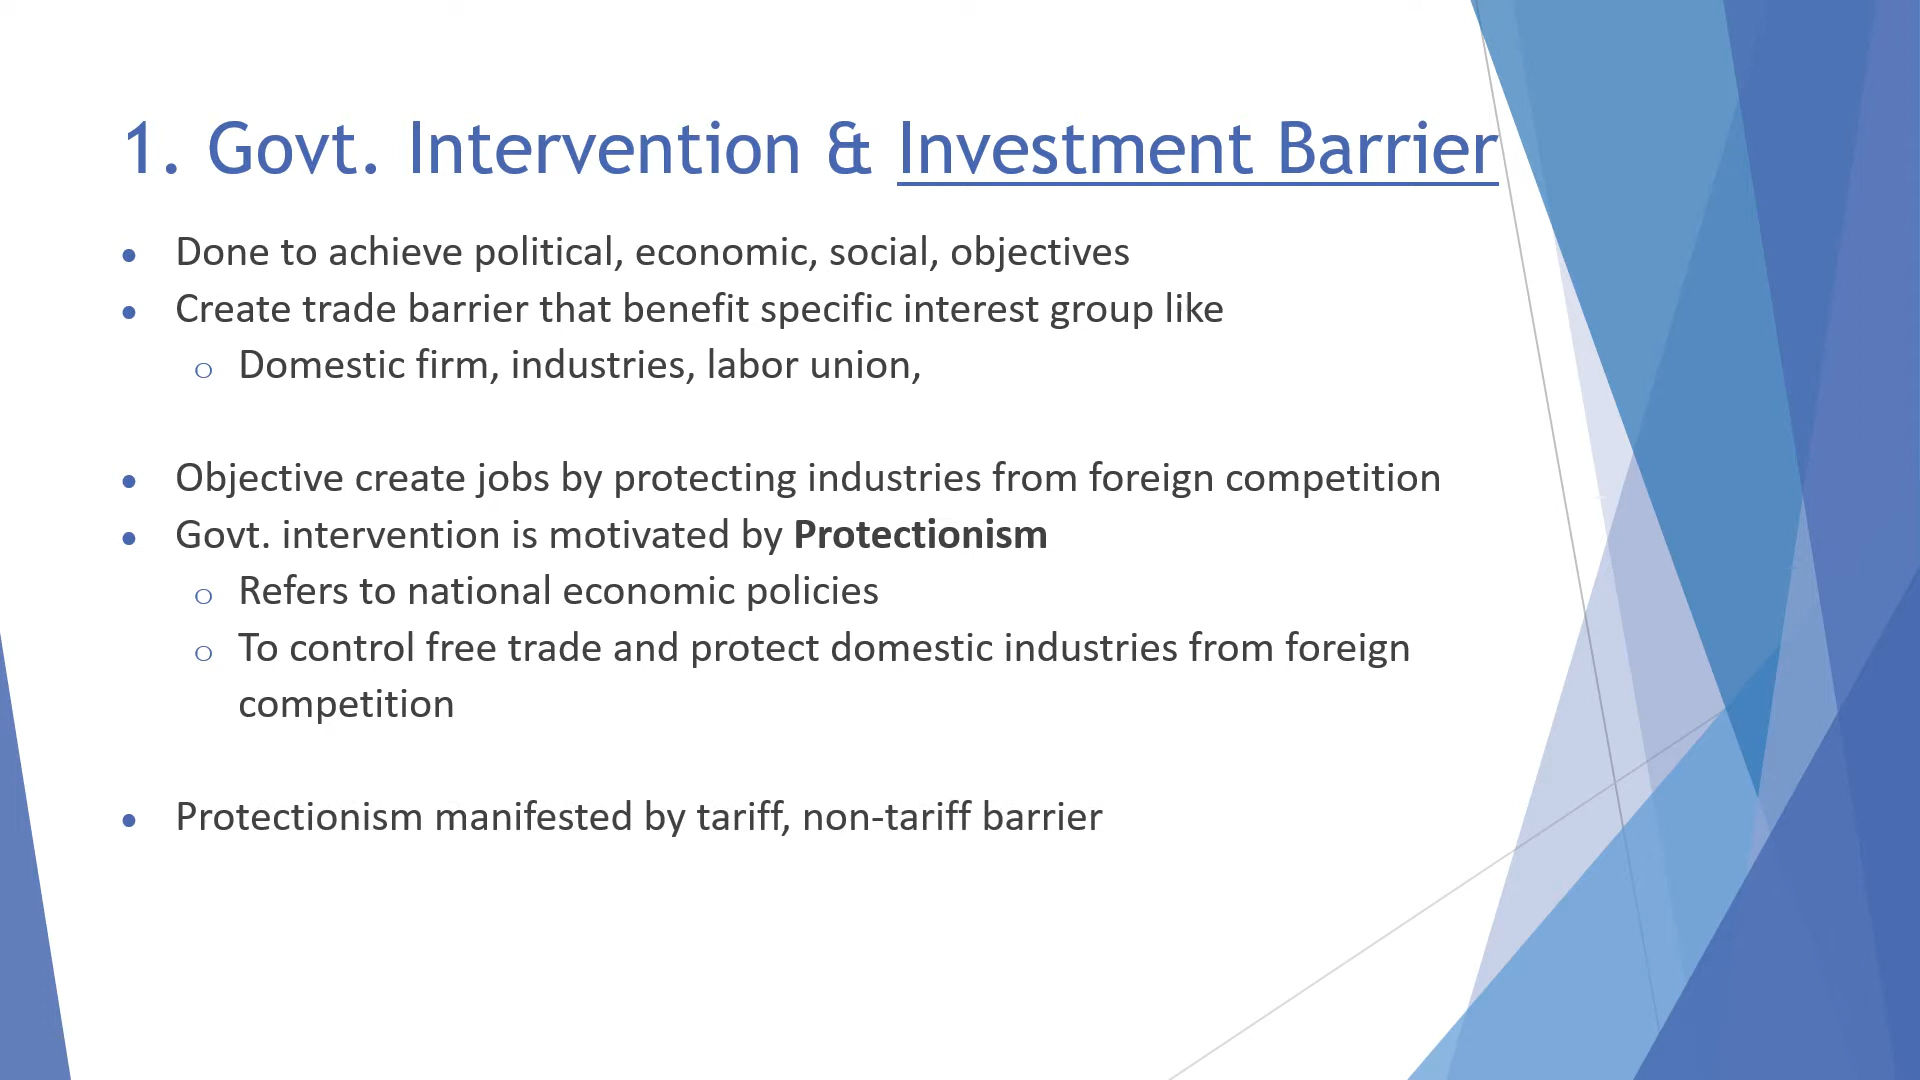 1. Govt. Intervention & Investment Barrier
• Done to achieve political, economic, social, objectives
• Create trade barrier that benefit specific interest group like
o Domestic firm, industries, labor union,
• Objective create jobs by protecting industries from foreign competition
• Govt. intervention is motivated by Protectionism
o Refers to national economic policies
o To control free trade and protect domestic industries from foreign
competition
• Protectionism manifested by tariff, non-tariff barrier